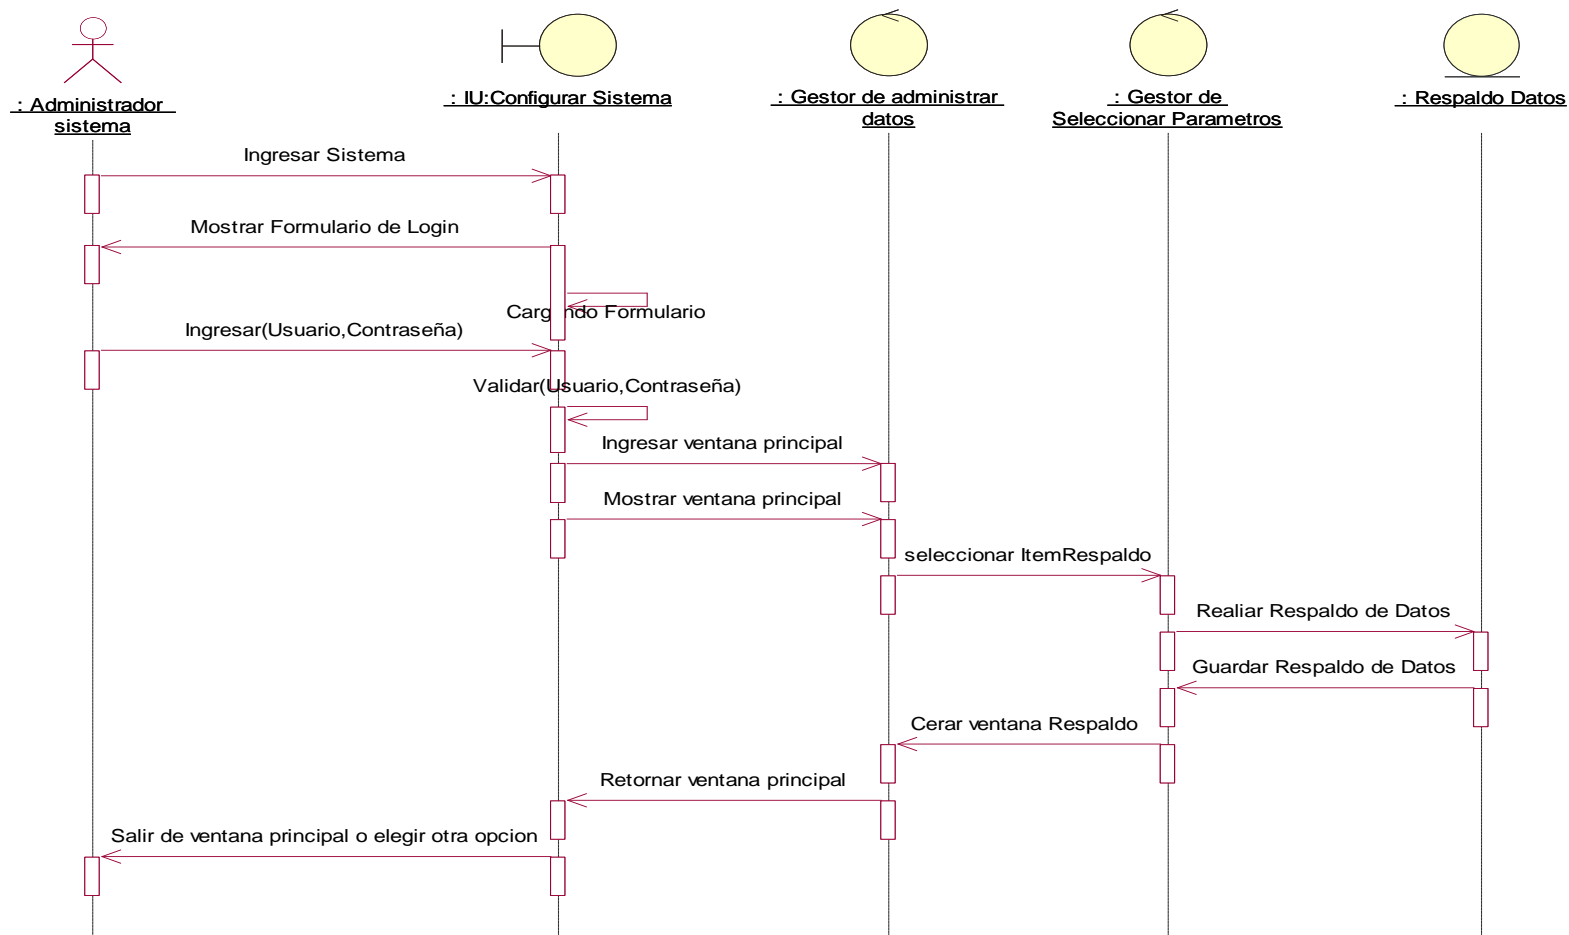 : Administrador
sistema
: IU:Configurar Sistema
: Gestor de administrar
datos
: Gestor de
Seleccionar Parametros
: Respaldo Datos
Ingresar Sistema
Mostrar Formulario de Login
Cargando Formulario
Ingresar(Usuario,Contraseña)
Validar(Usuario,Contraseña)
Ingresar ventana principal
Mostrar ventana principal
seleccionar ItemRespaldo
Realiar Respaldo de Datos
Guardar Respaldo de Datos
Cerar ventana Respaldo
Retornar ventana principal
Salir de ventana principal o elegir otra opcion